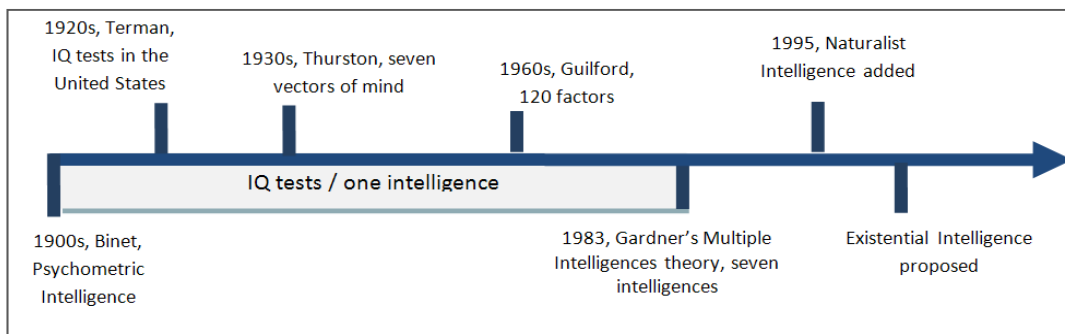 1920s, Terman,
IQ tests in the
United States
1930s, Thurston, seven
vectors of mind
1960s, Guilford,
120 factors
1995, Naturalist
Intelligence added
IQ tests / one intelligence
1900s, Binet,
Psychometric
Intelligence
1983, Gardner’s Multiple
Intelligences theory, seven
intelligences
Existential Intelligence
proposed